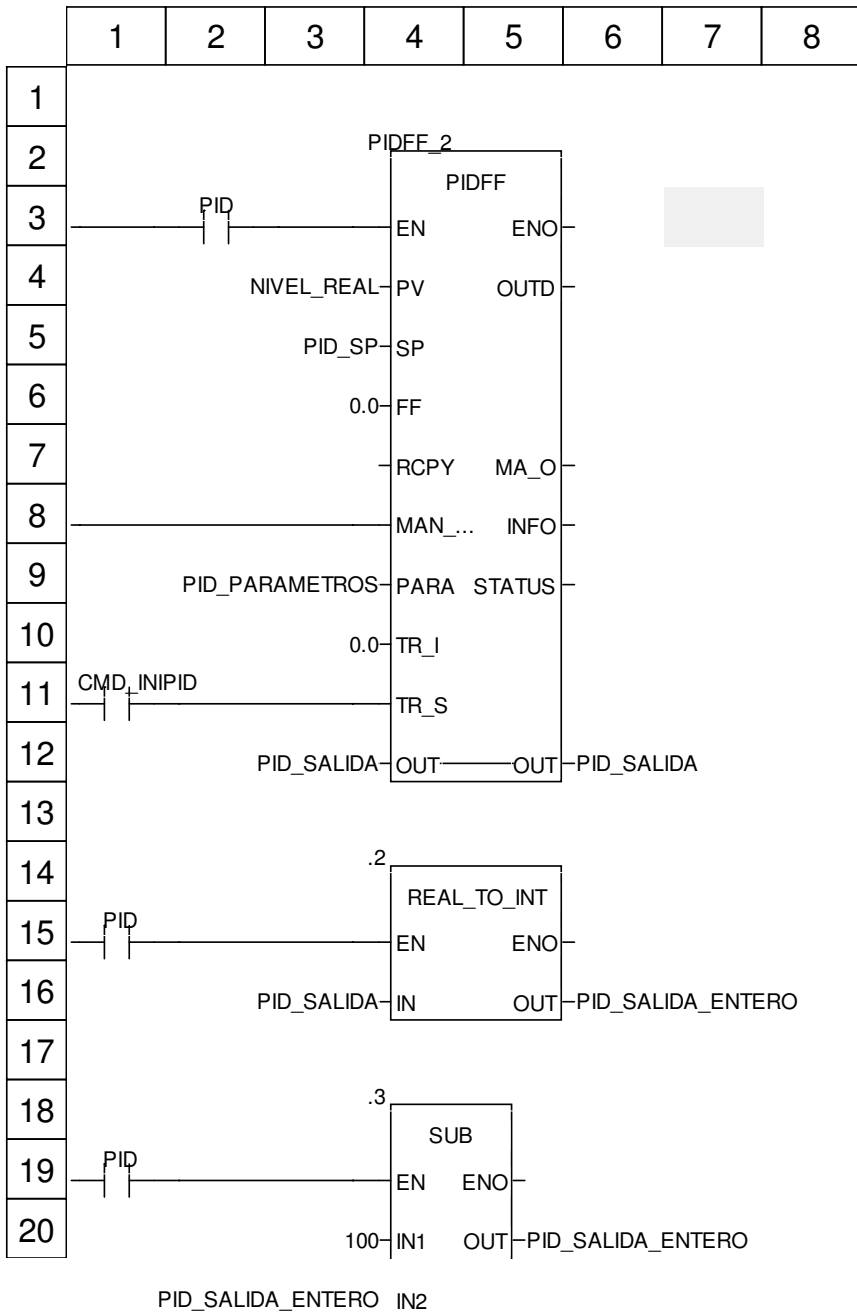 1 2 3 4 5 6 7 8
1
2 PIDFF_2
PIDFF
3 PID EN ENO
4 NIVEL_REAL PV OUTD
5 PID_SP SP
6 0.0 FF
7 RCPY MA_O
8 MAN_... INFO
9 PID_PARAMETROS PARA STATUS
10 0.0 TR_I
11 CMD_INIPID TR_S
12 PID_SALIDA OUT OUT PID_SALIDA
13
14 .2
REAL_TO_INT
15 PID EN ENO
16 PID_SALIDA IN OUT PID_SALIDA_ENTERO
17
18 .3
SUB
19 PID EN ENO
20 100 IN1 OUT PID_SALIDA_ENTERO
PID_SALIDA_ENTERO IN2